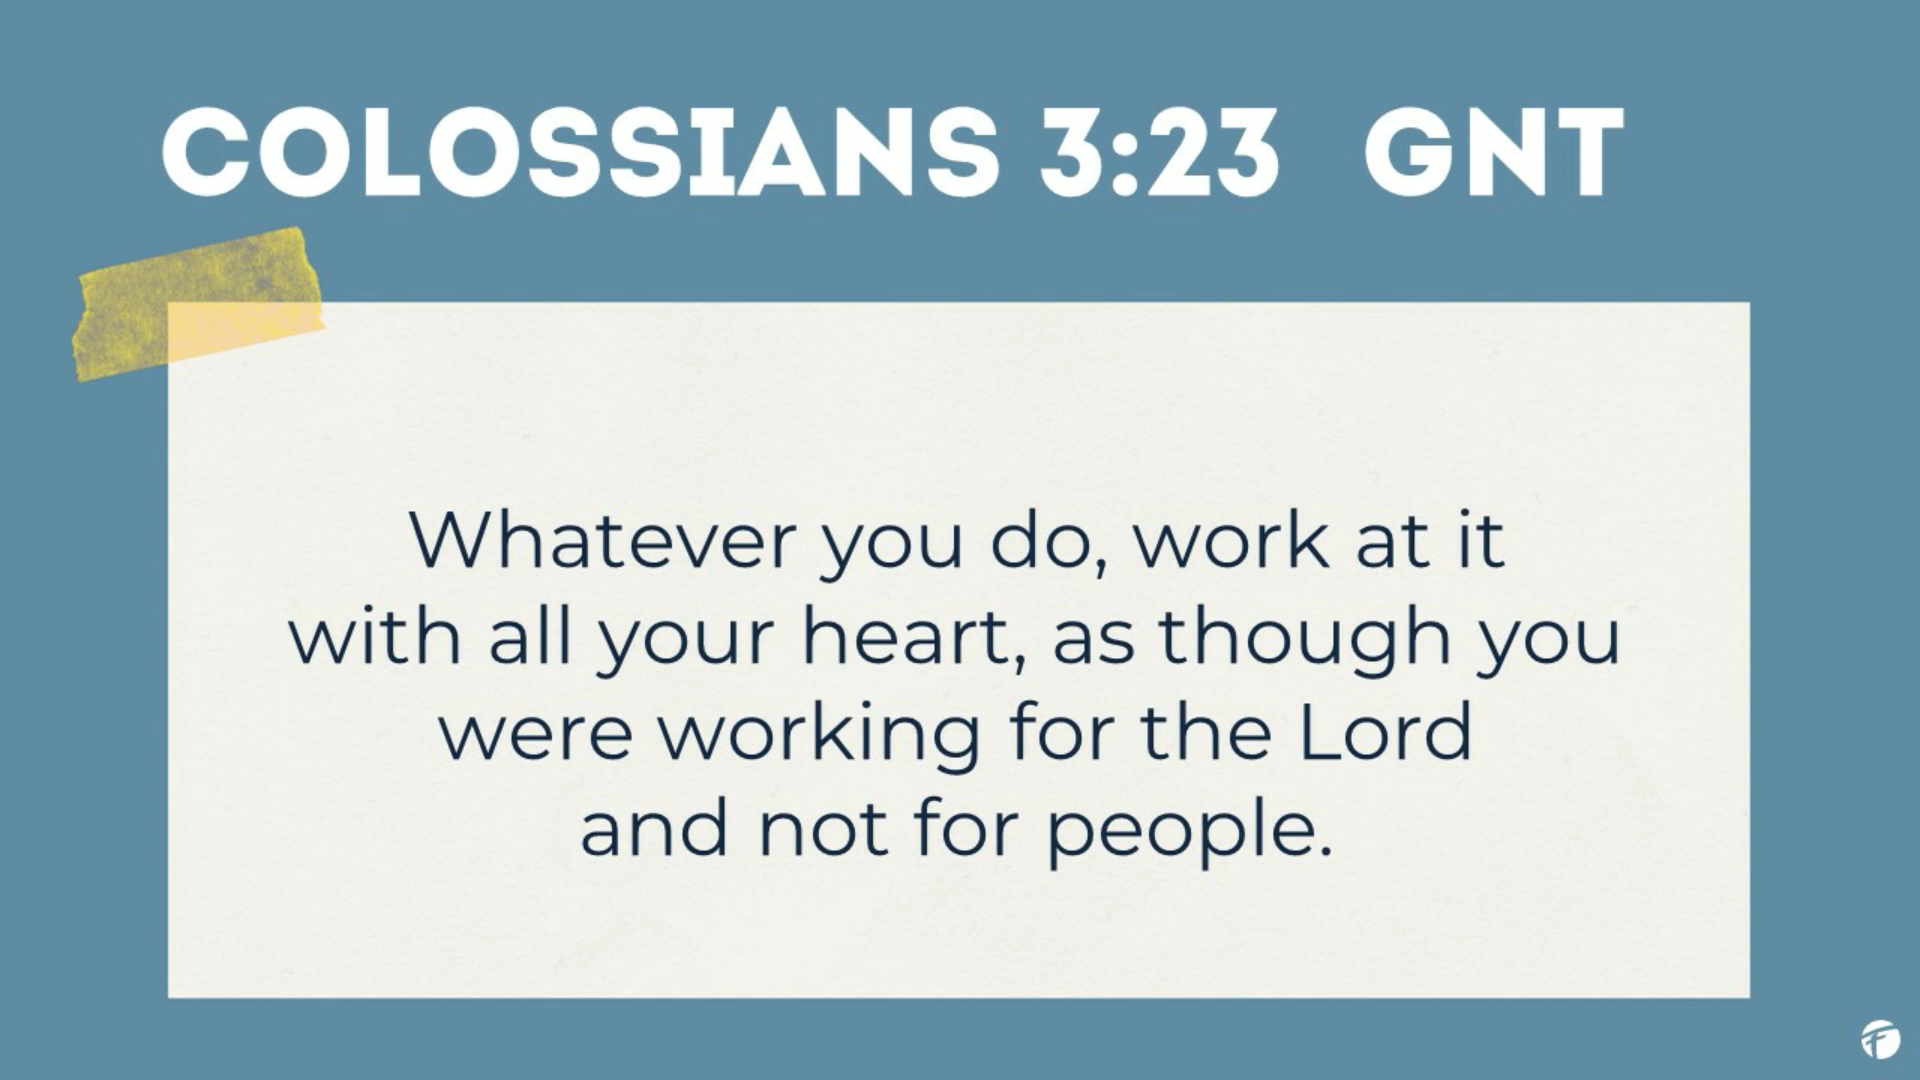 COLOSSIANS 3:23 GNT
Whatever you do, work at it
with all your heart, as though you
were working for the Lord
and not for people.